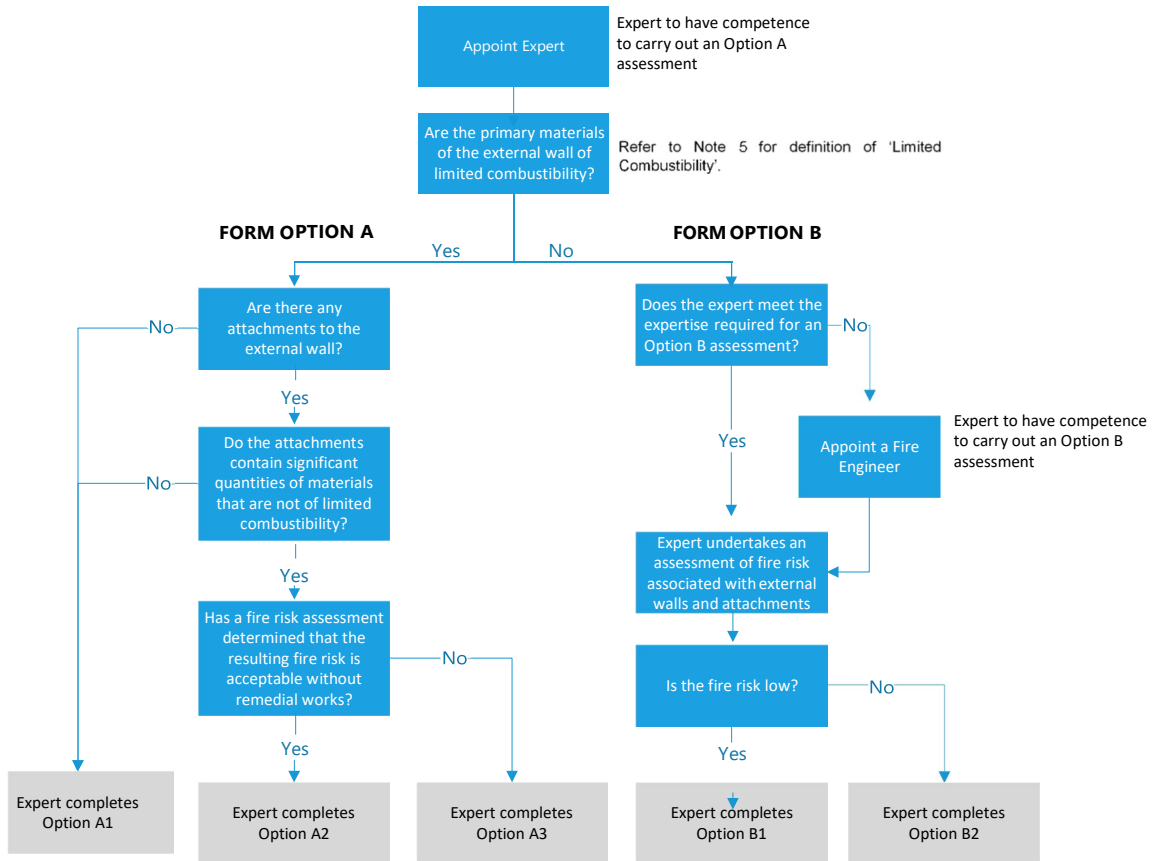 Appoint Expert
Expert to have competence
to carry out an Option A
assessment
Are the primary materials
of the external wall of
limited combustibility?
Refer to Note 5 for definition of ‘Limited
Combustibility’.
FORM OPTION A
FORM OPTION B
Yes
No
Are there any
attachments to the
external wall?
No
Does the expert meet the
expertise required for an
Option B assessment?
No
Yes
Do the attachments
contain significant
quantities of materials
that are not of limited
combustibility?
No
Yes
Appoint a Fire
Engineer
Expert to have competence
to carry out an Option B
assessment
Yes
Expert undertakes an
assessment of fire risk
associated with external
walls and attachments
Has a fire risk assessment
determined that the
resulting fire risk is
acceptable without
remedial works?
No
Is the fire risk low?
No
Yes
Yes
Expert completes
Option A1
Expert completes
Option A2
Expert completes
Option A3
Expert completes
Option B1
Expert completes
Option B2